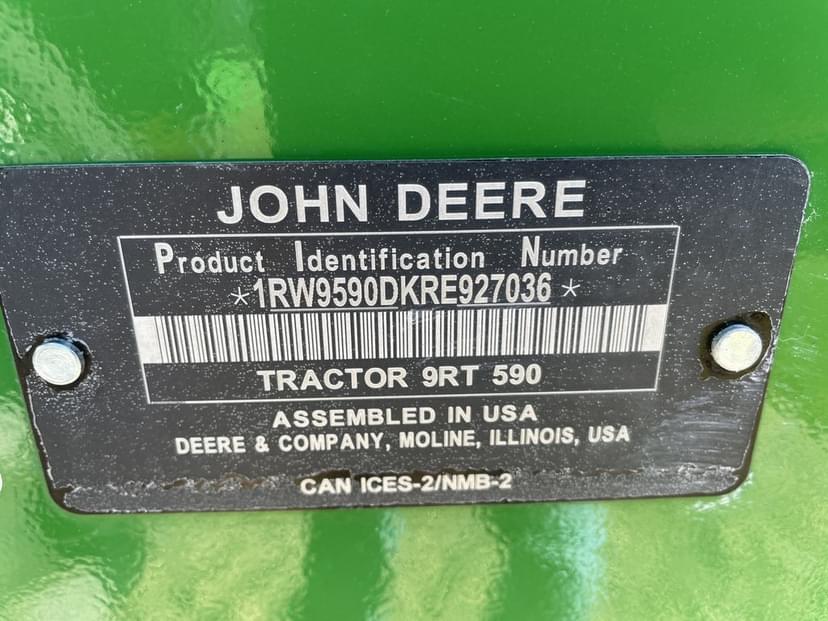 JOHN DEERE
Product Identification Number
*1RW9590DKRE927036*
TRACTOR 9RT 590
ASSEMBLED IN USA
DEERE & COMPANY, MOLINE, ILLINOIS, USA
CAN ICES-2/NMB-2